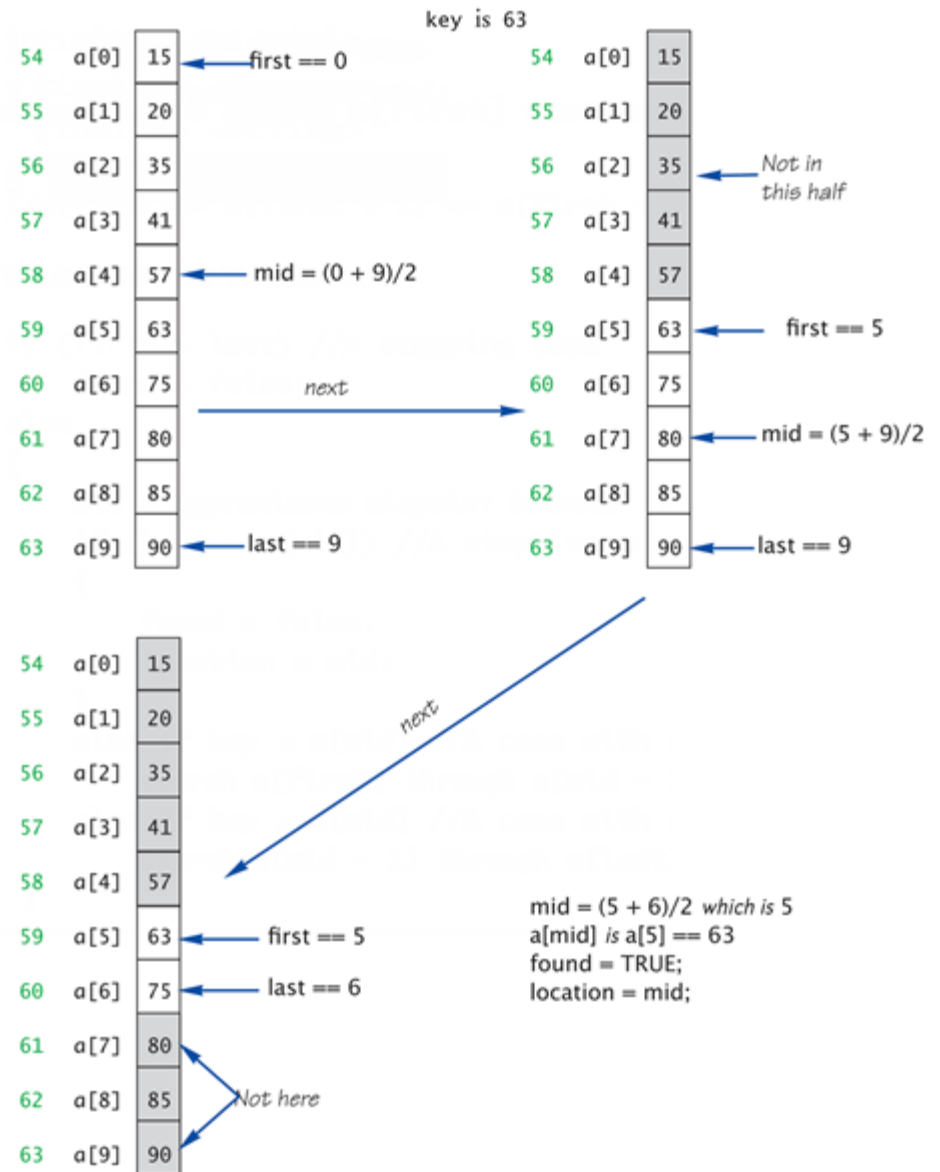 key is 63
54 a[0] 15 first == 0
55 a[1] 20
56 a[2] 35
57 a[3] 41
58 a[4] 57 mid = (0 + 9)/2
59 a[5] 63
60 a[6] 75
next
61 a[7] 80
62 a[8] 85
63 a[9] 90 last == 9
54 a[0] 15
55 a[1] 20
56 a[2] 35 Not in
this half
57 a[3] 41
58 a[4] 57
59 a[5] 63 first == 5
60 a[6] 75
61 a[7] 80 mid = (5 + 9)/2
62 a[8] 85
63 a[9] 90 last == 9
next
54 a[0] 15
55 a[1] 20
56 a[2] 35
57 a[3] 41
58 a[4] 57
59 a[5] 63 first == 5
60 a[6] 75 last == 6
61 a[7] 80
62 a[8] 85 Not here
63 a[9] 90
mid = (5 + 6)/2 which is 5
a[mid] is a[5] == 63
found = TRUE;
location = mid;